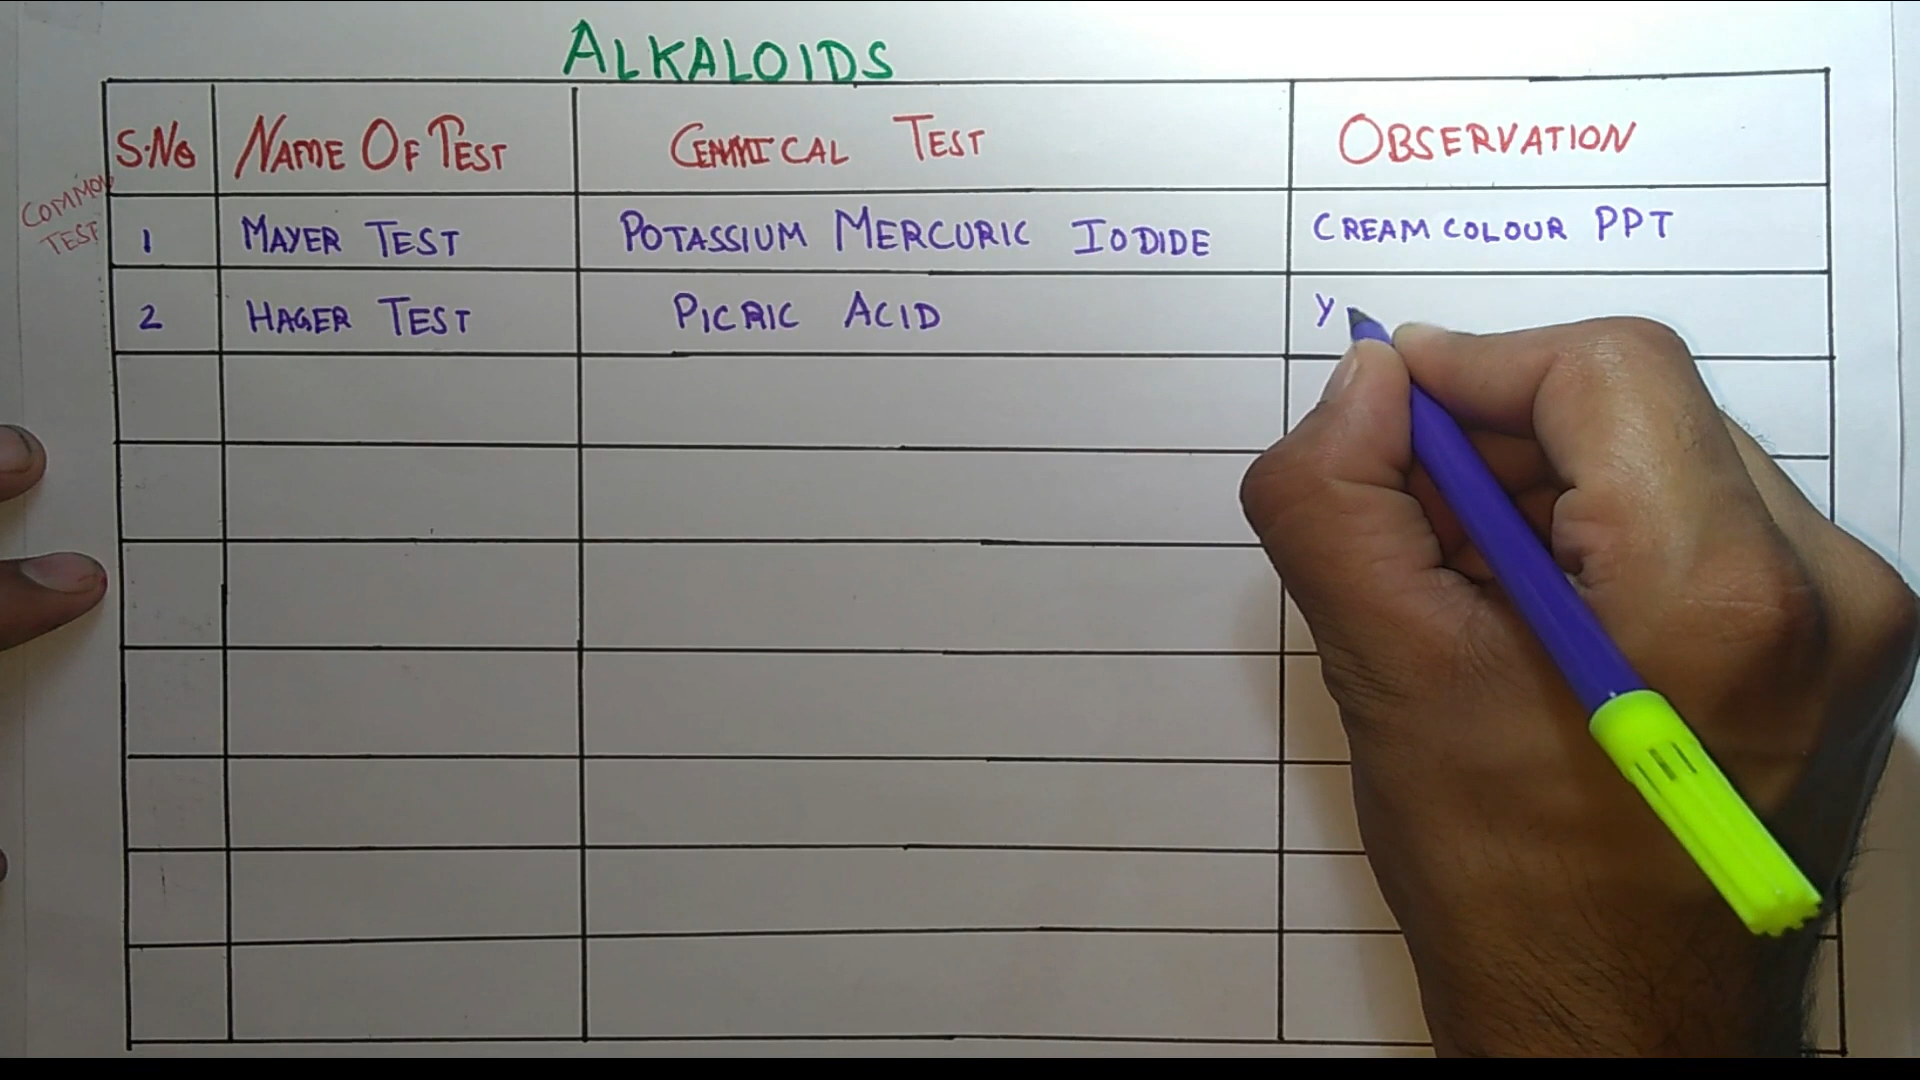 ALKALOIDS
S.No NAME OF TEST CEMMICAL TEST OBSERVATION
COMMON
TEST
1 MAYER TEST POTASSIUM MERCURIC IODIDE CREAM COLOUR PPT
2 HAGER TEST PICRIC ACID Y